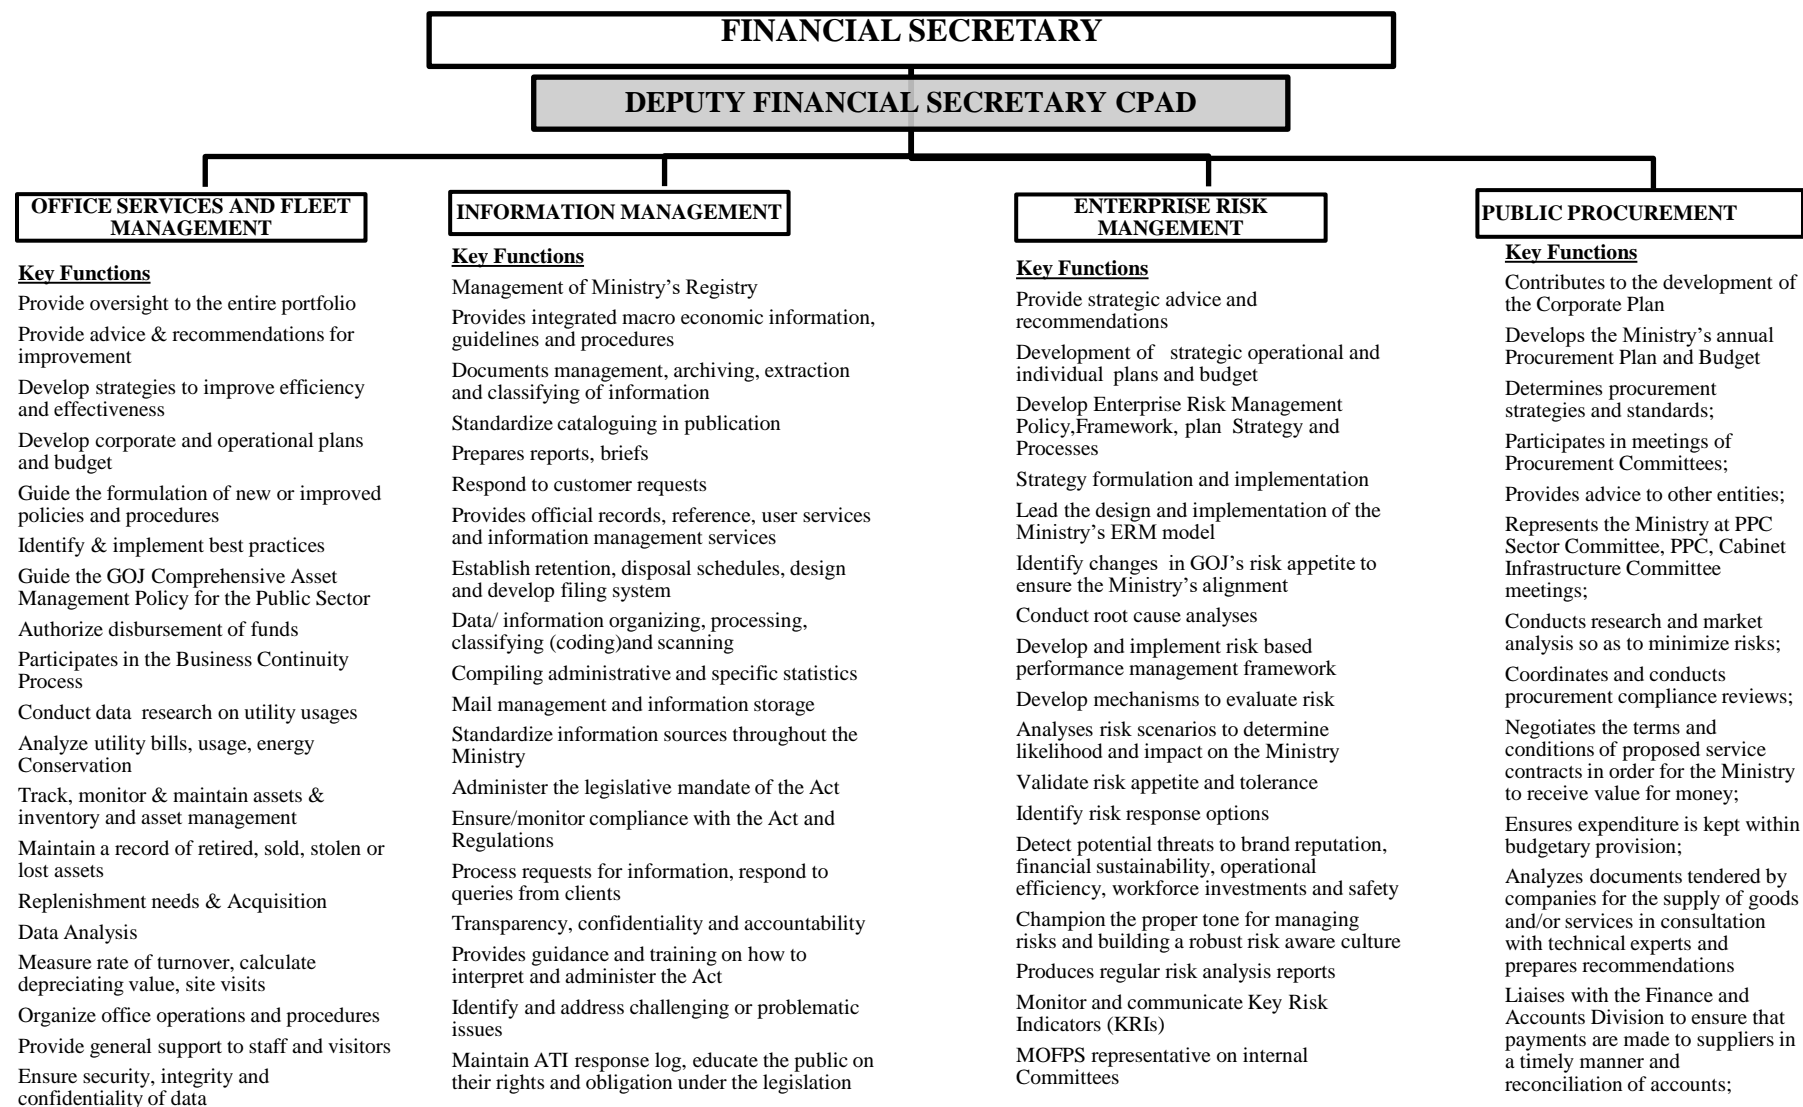 FINANCIAL SECRETARY
DEPUTY FINANCIAL SECRETARY CPAD
OFFICE SERVICES AND FLEET
MANAGEMENT
Key Functions
Provide oversight to the entire portfolio
Provide advice & recommendations for
improvement
Develop strategies to improve efficiency
and effectiveness
Develop corporate and operational plans
and budget
Guide the formulation of new or improved
policies and procedures
Identify & implement best practices
Guide the GOJ Comprehensive Asset
Management Policy for the Public Sector
Authorize disbursement of funds
Participates in the Business Continuity
Process
Conduct data research on utility usages
Analyze utility bills, usage, energy
Conservation
Track, monitor & maintain assets &
inventory and asset management
Maintain a record of retired, sold, stolen or
lost assets
Replenishment needs & Acquisition
Data Analysis
Measure rate of turnover, calculate
depreciating value, site visits
Organize office operations and procedures
Provide general support to staff and visitors
Ensure security, integrity and
confidentiality of data
INFORMATION MANAGEMENT
Key Functions
Management of Ministry's Registry
Provides integrated macro economic information,
guidelines and procedures
Documents management, archiving, extraction
and classifying of information
Standardize cataloguing in publication
Prepares reports, briefs
Respond to customer requests
Provides official records, reference, user services
and information management services
Establish retention, disposal schedules, design
and develop filing system
Data/ information organizing, processing,
classifying (coding)and scanning
Compiling administrative and specific statistics
Mail management and information storage
Standardize information sources throughout the
Ministry
Administer the legislative mandate of the Act
Ensure/monitor compliance with the Act and
Regulations
Process requests for information, respond to
queries from clients
Transparency, confidentiality and accountability
Provides guidance and training on how to
interpret and administer the Act
Identify and address challenging or problematic
issues
Maintain ATI response log, educate the public on
their rights and obligation under the legislation
ENTERPRISE RISK
MANGEMENT
Key Functions
Provide strategic advice and
recommendations
Development of strategic operational and
individual plans and budget
Develop Enterprise Risk Management
Policy,Framework, plan Strategy and
Processes
Strategy formulation and implementation
Lead the design and implementation of the
Ministry's ERM model
Identify changes in GOJ's risk appetite to
ensure the Ministry's alignment
Conduct root cause analyses
Develop and implement risk based
performance management framework
Develop mechanisms to evaluate risk
Analyses risk scenarios to determine
likelihood and impact on the Ministry
Validate risk appetite and tolerance
Identify risk response options
Detect potential threats to brand reputation,
financial sustainability, operational
efficiency, workforce investments and safety
Champion the proper tone for managing
risks and building a robust risk aware culture
Produces regular risk analysis reports
Monitor and communicate Key Risk
Indicators (KRIs)
MOFPS representative on internal
Committees
PUBLIC PROCUREMENT
Key Functions
Contributes to the development of
the Corporate Plan
Develops the Ministry's annual
Procurement Plan and Budget
Determines procurement
strategies and standards;
Participates in meetings of
Procurement Committees;
Provides advice to other entities;
Represents the Ministry at PPC
Sector Committee, PPC, Cabinet
Infrastructure Committee
meetings;
Conducts research and market
analysis so as to minimize risks;
Coordinates and conducts
procurement compliance reviews;
Negotiates the terms and
conditions of proposed service
contracts in order for the Ministry
to receive value for money;
Ensures expenditure is kept within
budgetary provision;
Analyzes documents tendered by
companies for the supply of goods
and/or services in consultation
with technical experts and
prepares recommendations
Liaises with the Finance and
Accounts Division to ensure that
payments are made to suppliers in
a timely manner and
reconciliation of accounts;